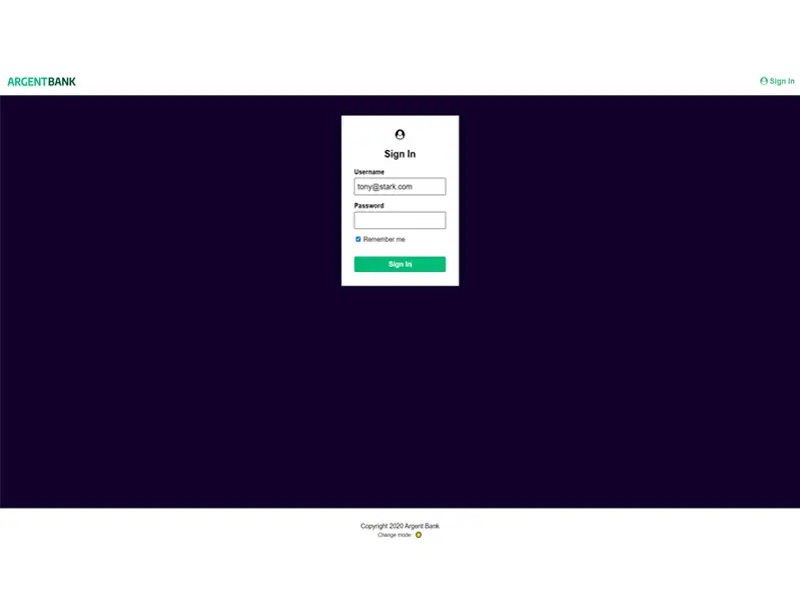 ARGENTBANK
Sign In
Sign In
Username
tony@stark.com
Password
Remember me
Sign In
Copyright 2020 Argent Bank
Change mode